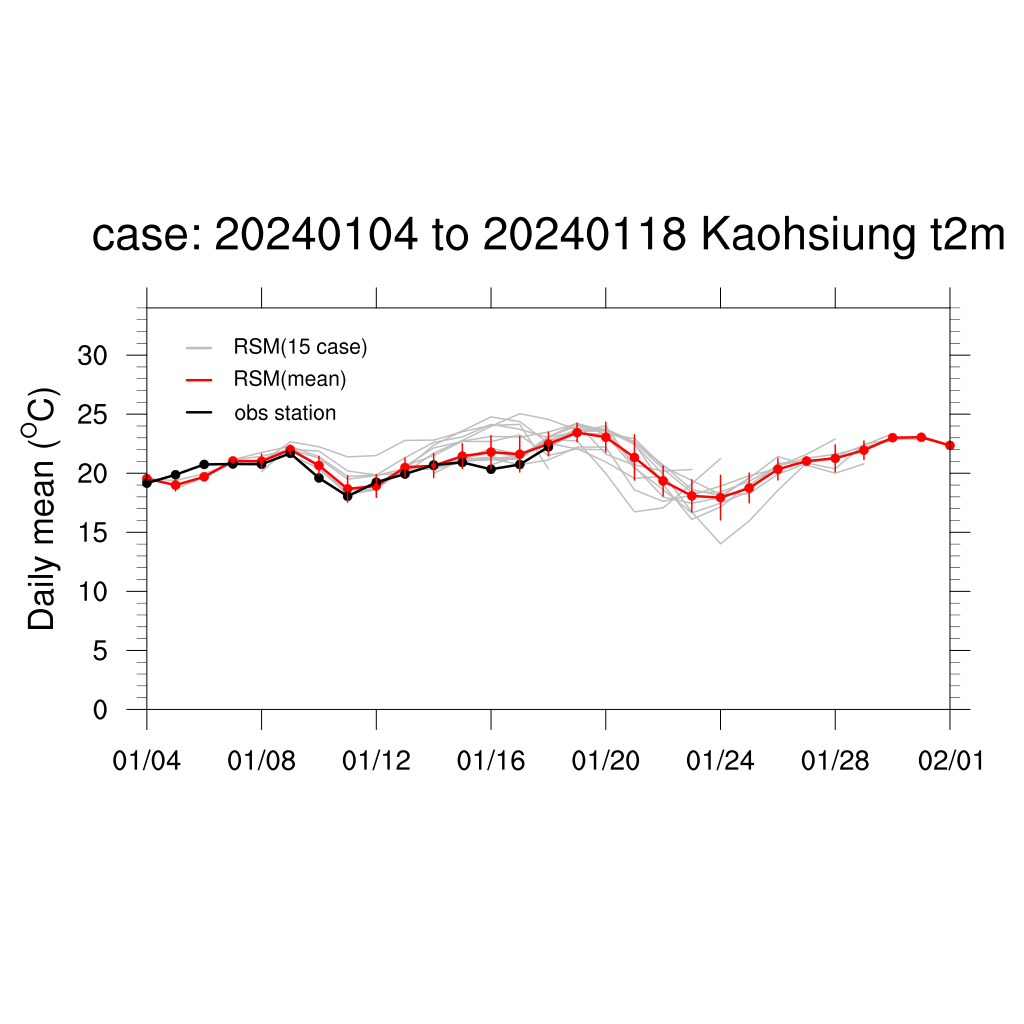 case: 20240104 to 20240118 Kaohsiung t2m
RSM(15 case)
RSM(mean)
obs station
Daily mean (OC)
30
25
20
15
10
5
0
01/04 01/08 01/12 01/16 01/20 01/24 01/28 02/01